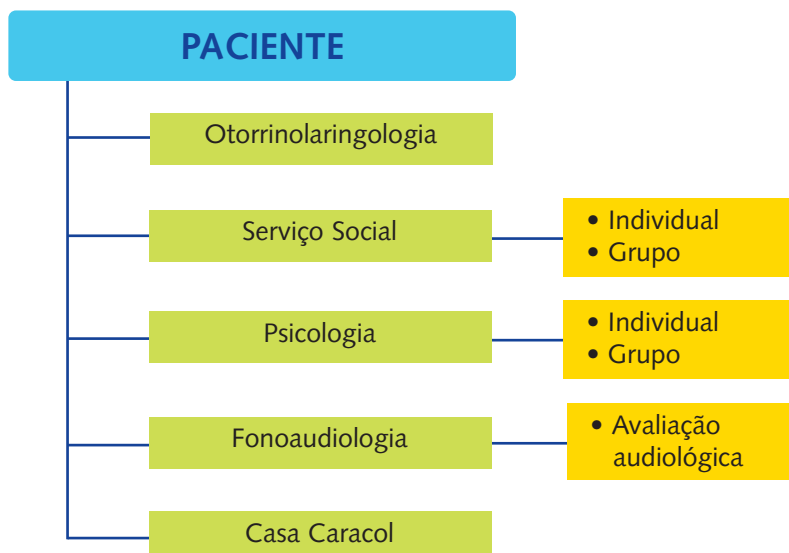 PACIENTE
Otorrinolaringologia
Serviço Social
• Individual
• Grupo
Psicologia
• Individual
• Grupo
Fonoaudiologia
• Avaliação
audiológica
Casa Caracol